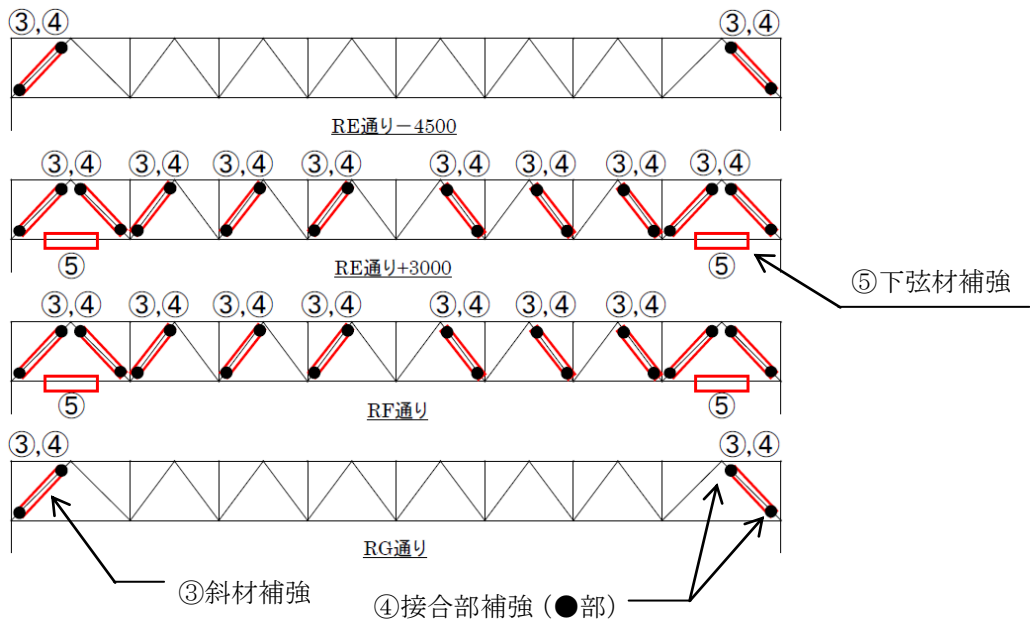 ③,④ ③,④
RE通り－4500
③,④ ③,④ ③,④ ③,④ ③,④ ③,④ ③,④ ③,④
⑤ ⑤
RE通り+3000
⑤下弦材補強
③,④ ③,④ ③,④ ③,④ ③,④ ③,④ ③,④ ③,④
⑤ ⑤
RF通り
③,④ ③,④
RG通り
③斜材補強
④接合部補強（●部）